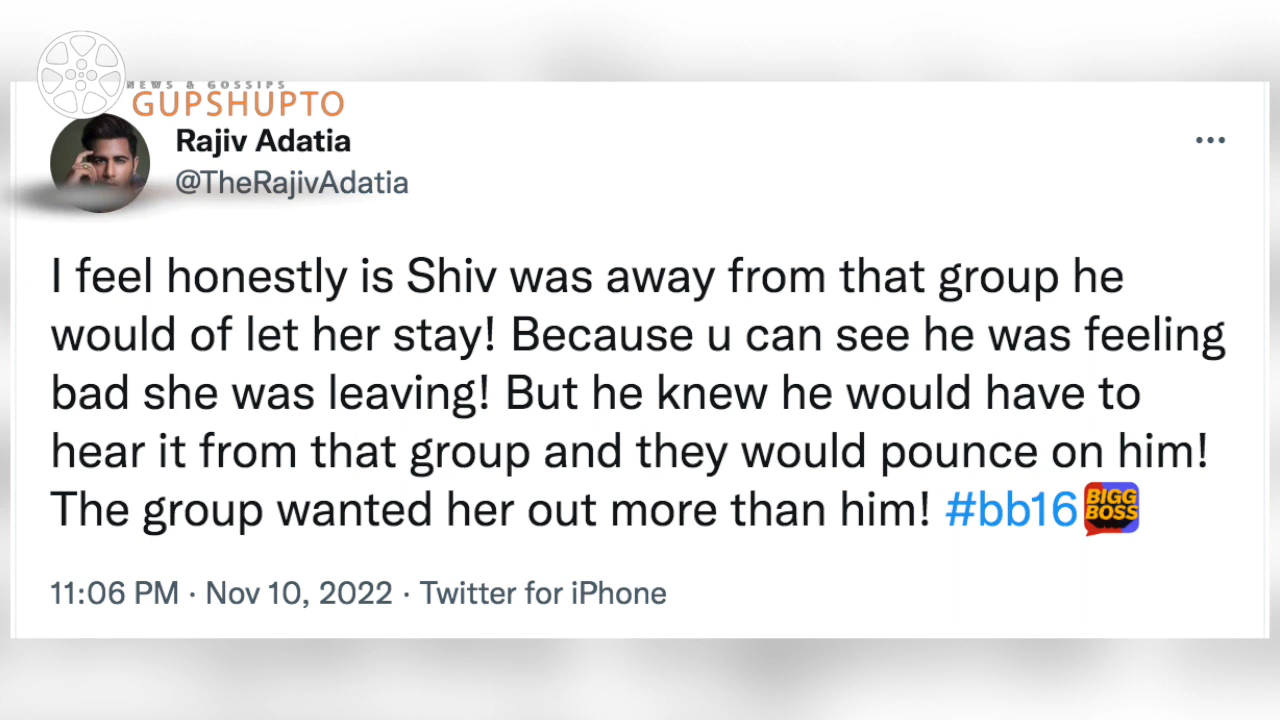 NEWS & GOSSIPS
GUPSHUPTO
Rajiv Adatia
@TheRajivAdatia
I feel honestly is Shiv was away from that group he
would of let her stay! Because u can see he was feeling
bad she was leaving! But he knew he would have to
hear it from that group and they would pounce on him!
The group wanted her out more than him! #bb16 BIGG BOSS
11:06 PM · Nov 10, 2022 · Twitter for iPhone